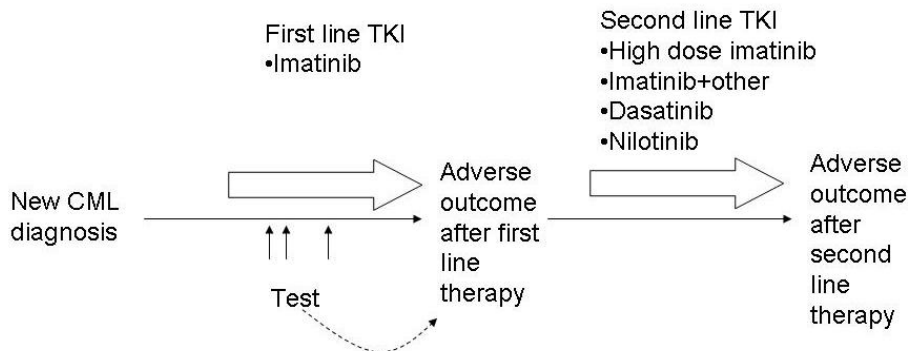 First line TKI
•Imatinib
Second line TKI
•High dose imatinib
•Imatinib+other
•Dasatinib
•Nilotinib
New CML
diagnosis
Adverse
outcome
after first
line
therapy
Adverse
outcome
after
second
line
therapy
Test